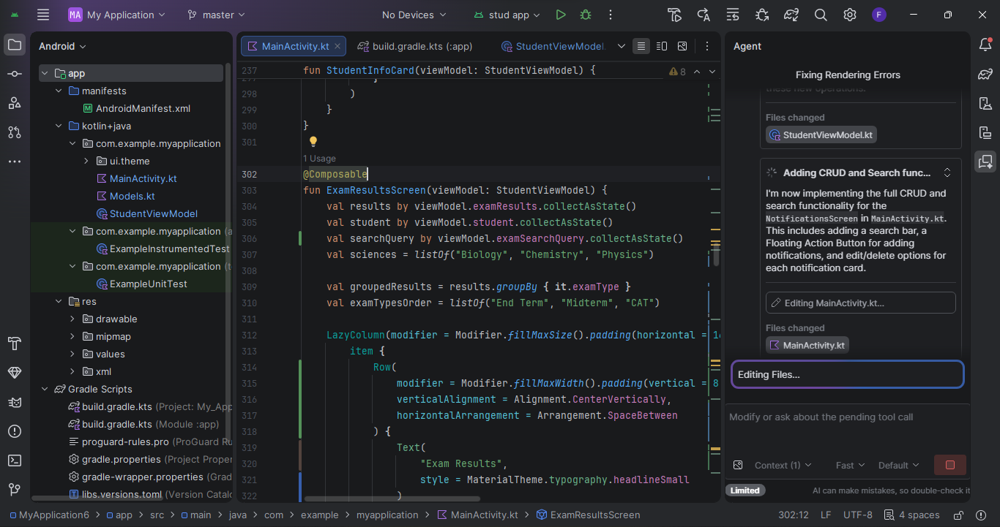 MA My Application
master
No Devices
stud app
F
Android
app
manifests
AndroidManifest.xml
kotlin+java
com.example.myapplication
ui.theme
MainActivity.kt
Models.kt
StudentViewModel
com.example.myapplication (a
ExampleInstrumentedTest
com.example.myapplication (t
ExampleUnitTest
res
drawable
mipmap
values
xml
Gradle Scripts
build.gradle.kts (Project: My_App
build.gradle.kts (Module :app)
proguard-rules.pro (ProGuard Ru
gradle.properties (Project Proper
gradle-wrapper.properties (Grad
libs.versions.toml (Version Catalo
MainActivity.kt
build.gradle.kts (:app)
StudentViewModel.
237 fun StudentInfoCard(viewModel: StudentViewModel) {
8
297 }
298 )
299 }
300 }
301
1 Usage
302 @Composable
303 fun ExamResultsScreen(viewModel: StudentViewModel) {
304 val results by viewModel.examResults.collectAsState()
305 val student by viewModel.student.collectAsState()
306 val searchQuery by viewModel.examSearchQuery.collectAsState()
307 val sciences = listOf("Biology", "Chemistry", "Physics")
308
309 val groupedResults = results.groupBy { it.examType }
310 val examTypesOrder = listOf("End Term", "Midterm", "CAT")
311
312 LazyColumn(modifier = Modifier.fillMaxSize().padding(horizontal = 16
313 item {
314 Row(
315 modifier = Modifier.fillMaxWidth().padding(vertical = 8
316 verticalAlignment = Alignment.CenterVertically,
317 horizontalArrangement = Arrangement.SpaceBetween
318 ) {
319 Text(
320 "Exam Results",
321 style = MaterialTheme.typography.headlineSmall
322 )
Agent
Fixing Rendering Errors
these new operations.
Files changed
StudentViewModel.kt
Adding CRUD and Search func...
I'm now implementing the full CRUD and
search functionality for the
NotificationsScreen in MainActivity.kt.
This includes adding a search bar, a
Floating Action Button for adding
notifications, and edit/delete options for
each notification card.
Editing MainActivity.kt...
Files changed
MainActivity.kt
Editing Files...
Modify or ask about the pending tool call
Context (1)
Fast
Default
Limited
AI can make mistakes, so double-check it
MyApplication6 > app > src > main > java > com > example > myapplication > MainActivity.kt > ExamResultsScreen
302:12 LF UTF-8 4 spaces